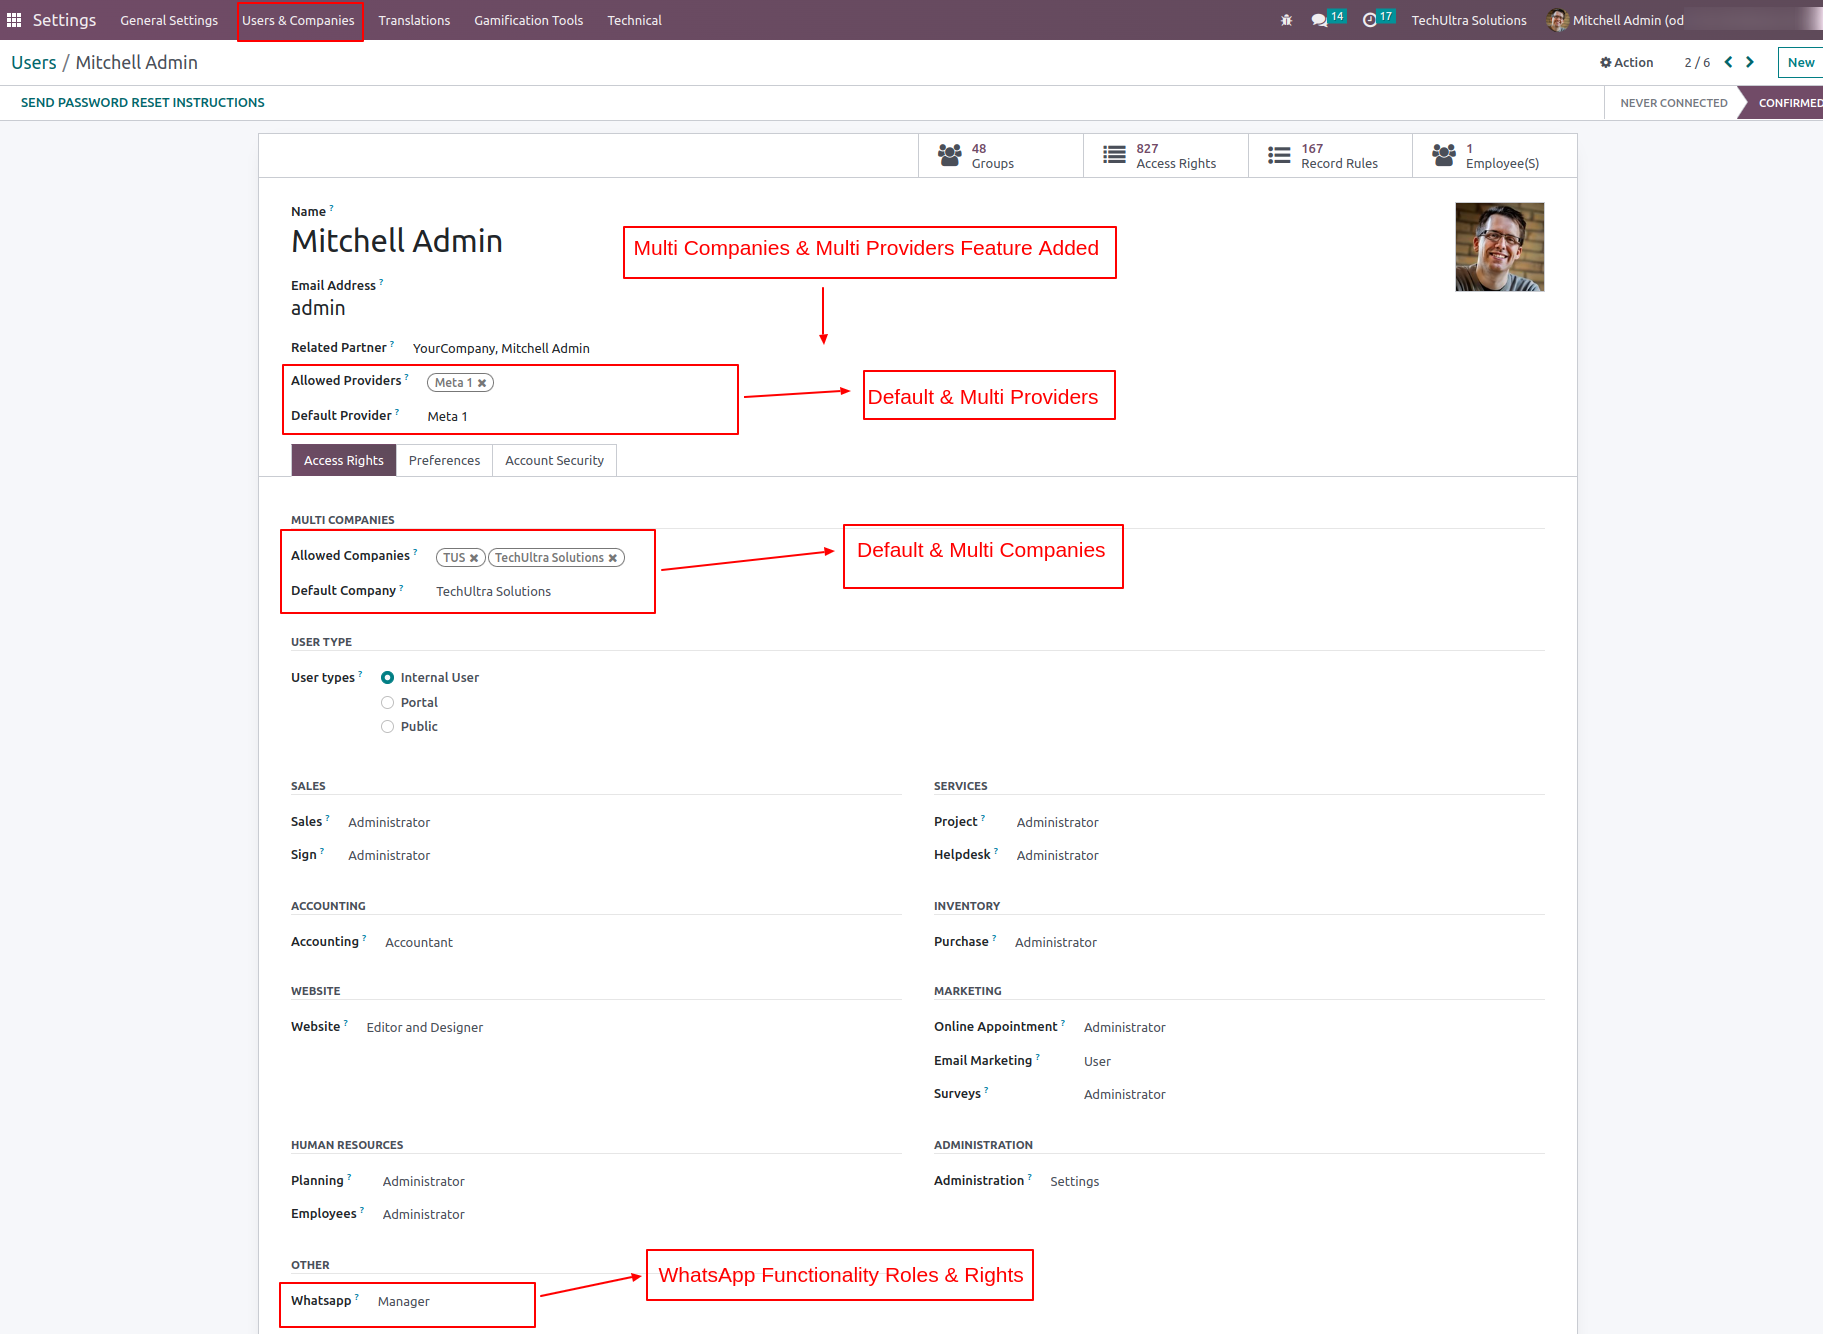 Settings General Settings Users & Companies Translations Gamification Tools Technical 14 17 TechUltra Solutions Mitchell Admin (od
Users / Mitchell Admin Action 2 / 6 New
SEND PASSWORD RESET INSTRUCTIONS NEVER CONNECTED CONFIRMED
48 Groups 827 Access Rights 167 Record Rules 1 Employee(S)
Name ?
Mitchell Admin
Multi Companies & Multi Providers Feature Added
Email Address ?
admin
Related Partner ? YourCompany, Mitchell Admin
Allowed Providers ? Meta 1 ✖
Default & Multi Providers
Default Provider ? Meta 1
Access Rights Preferences Account Security
MULTI COMPANIES
Allowed Companies ? TUS ✖ TechUltra Solutions ✖
Default & Multi Companies
Default Company ? TechUltra Solutions
USER TYPE
User types ? Internal User
Portal
Public
SALES SERVICES
Sales ? Administrator Project ? Administrator
Sign ? Administrator Helpdesk ? Administrator
ACCOUNTING INVENTORY
Accounting ? Accountant Purchase ? Administrator
WEBSITE MARKETING
Website ? Editor and Designer Online Appointment ? Administrator
Email Marketing ? User
Surveys ? Administrator
HUMAN RESOURCES ADMINISTRATION
Planning ? Administrator Administration ? Settings
Employees ? Administrator
OTHER
WhatsApp Functionality Roles & Rights
Whatsapp ? Manager